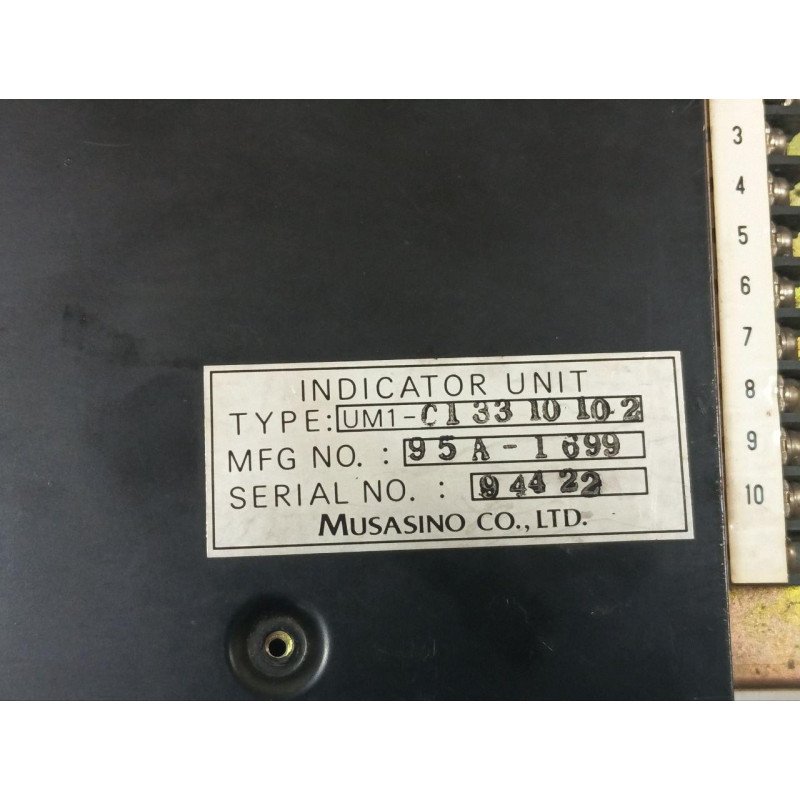 INDICATOR UNIT
TYPE: UM1-C1 33 10 10-2
MFG NO. : 95A-1699
SERIAL NO. : 94422
MUSASINO CO., LTD.
3
4
5
6
7
8
9
10